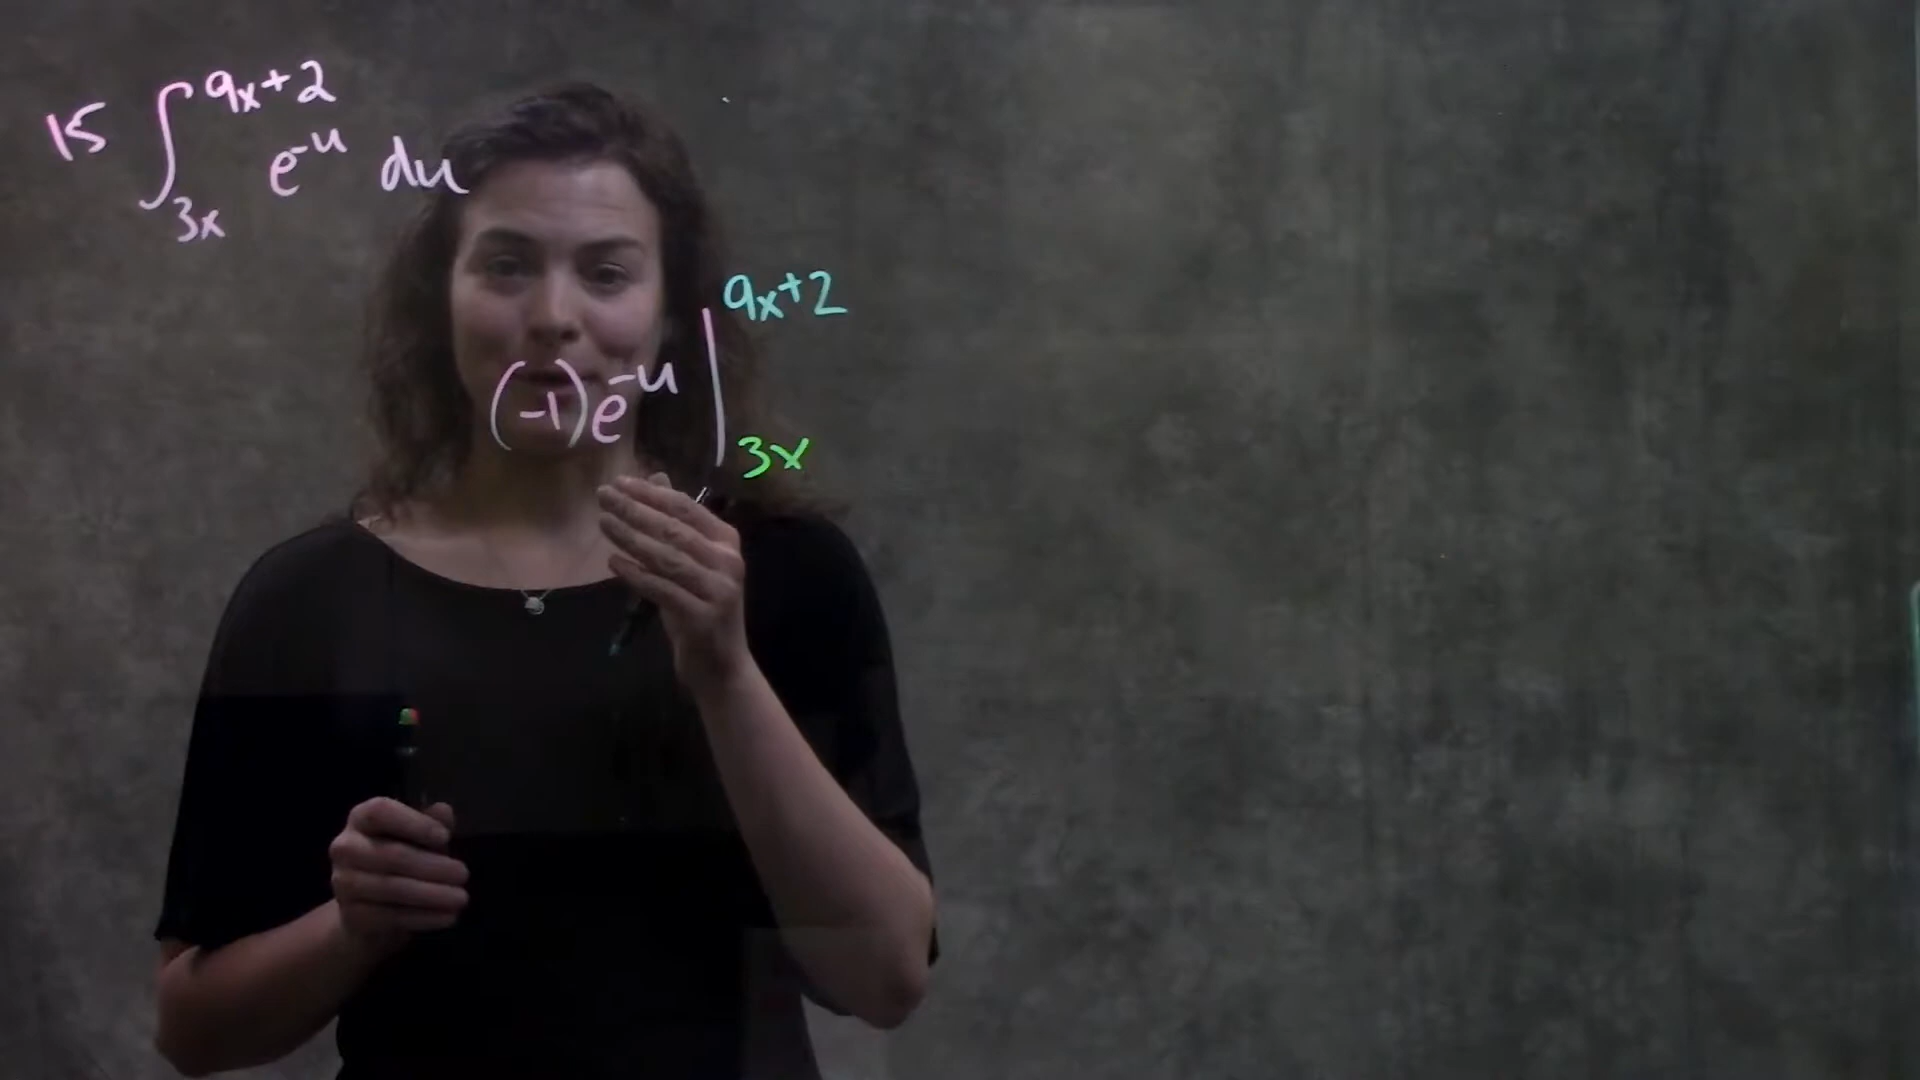 15 ∫ 9x+2
3x e^-u du
(-1)e^-u | 9x+2
3x